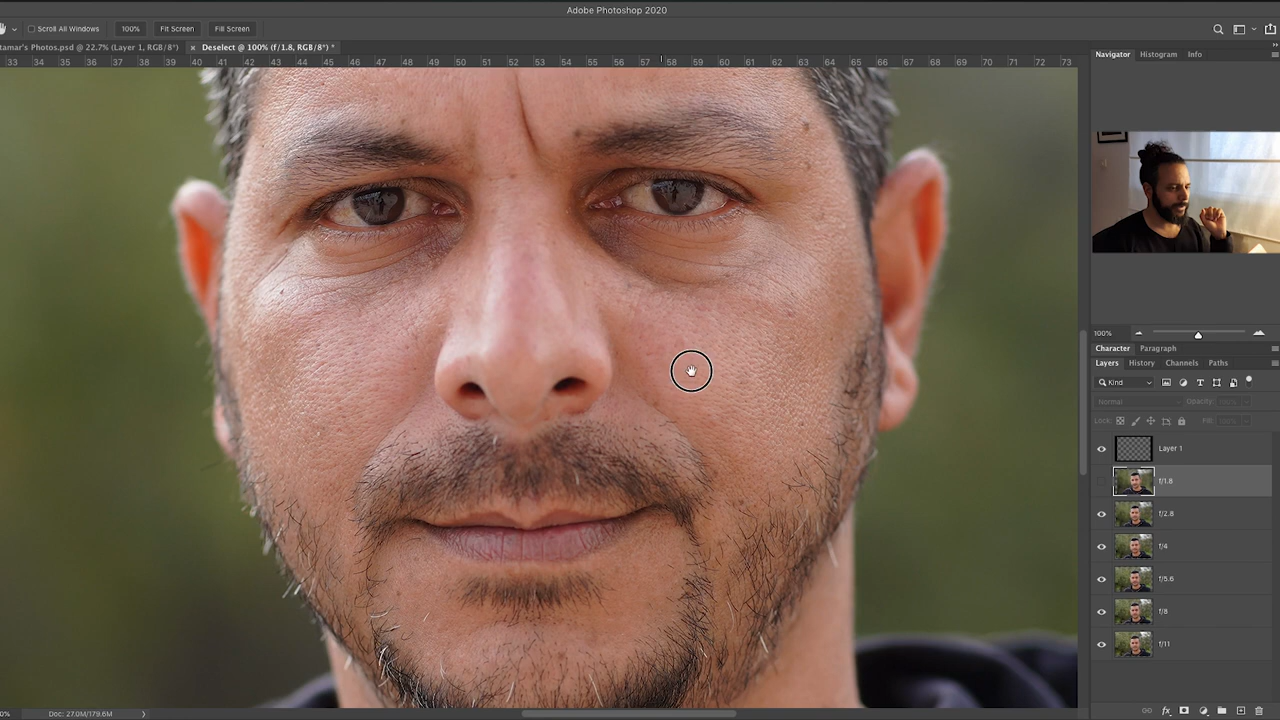 Adobe Photoshop 2020
Scroll All Windows 100% Fit Screen Fill Screen
tamar's Photos.psd @ 22.7% (Layer 1, RGB/8*) × Deselect @ 100% (f/1.8, RGB/8*) *
33 34 35 36 37 38 39 40 41 42 43 44 45 46 47 48 49 50 51 52 53 54 55 56 57 58 59 60 61 62 63 64 65 66 67 68 69 70 71 72 73
Navigator Histogram Info
100%
Character Paragraph
Layers History Channels Paths
Kind
Normal Opacity: 100%
Lock: Fill: 100%
Layer 1
f/1.8
f/2.8
f/4
f/5.6
f/8
f/11
0% Doc: 27.0M/179.6M
fx